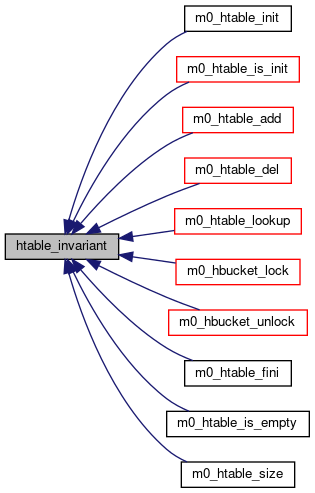 m0_htable_init
m0_htable_is_init
m0_htable_add
m0_htable_del
m0_htable_lookup
htable_invariant
m0_hbucket_lock
m0_hbucket_unlock
m0_htable_fini
m0_htable_is_empty
m0_htable_size